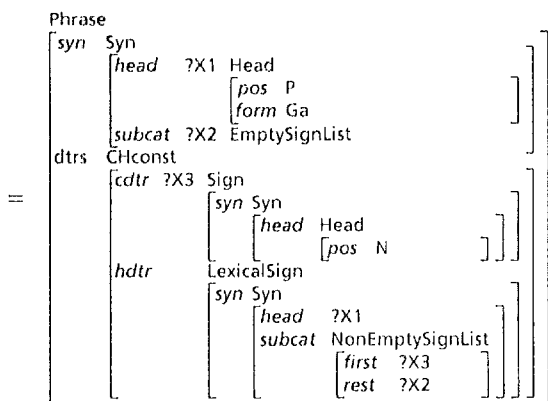 Phrase
syn Syn
head ?X1 Head
pos P
form Ga
subcat ?X2 EmptySignList
dtrs CHconst
=
cdtr ?X3 Sign
syn Syn
head Head
pos N
hdtr LexicalSign
syn Syn
head ?X1
subcat NonEmptySignList
first ?X3
rest ?X2